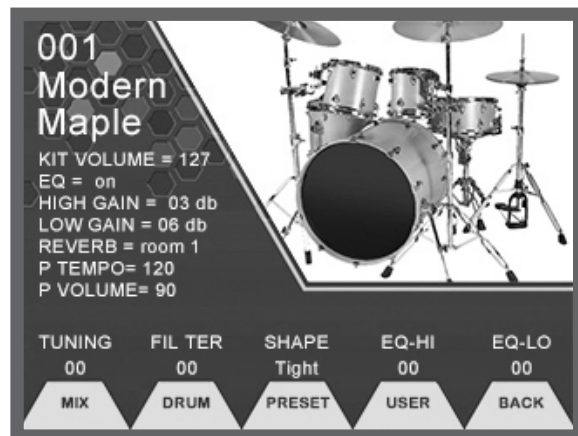 001
Modern
Maple
KIT VOLUME = 127
EQ = on
HIGH GAIN = 03 db
LOW GAIN = 06 db
REVERB = room 1
P TEMPO= 120
P VOLUME= 90
TUNING FIL TER SHAPE EQ-HI EQ-LO
00 00 Tight 00 00
MIX DRUM PRESET USER BACK